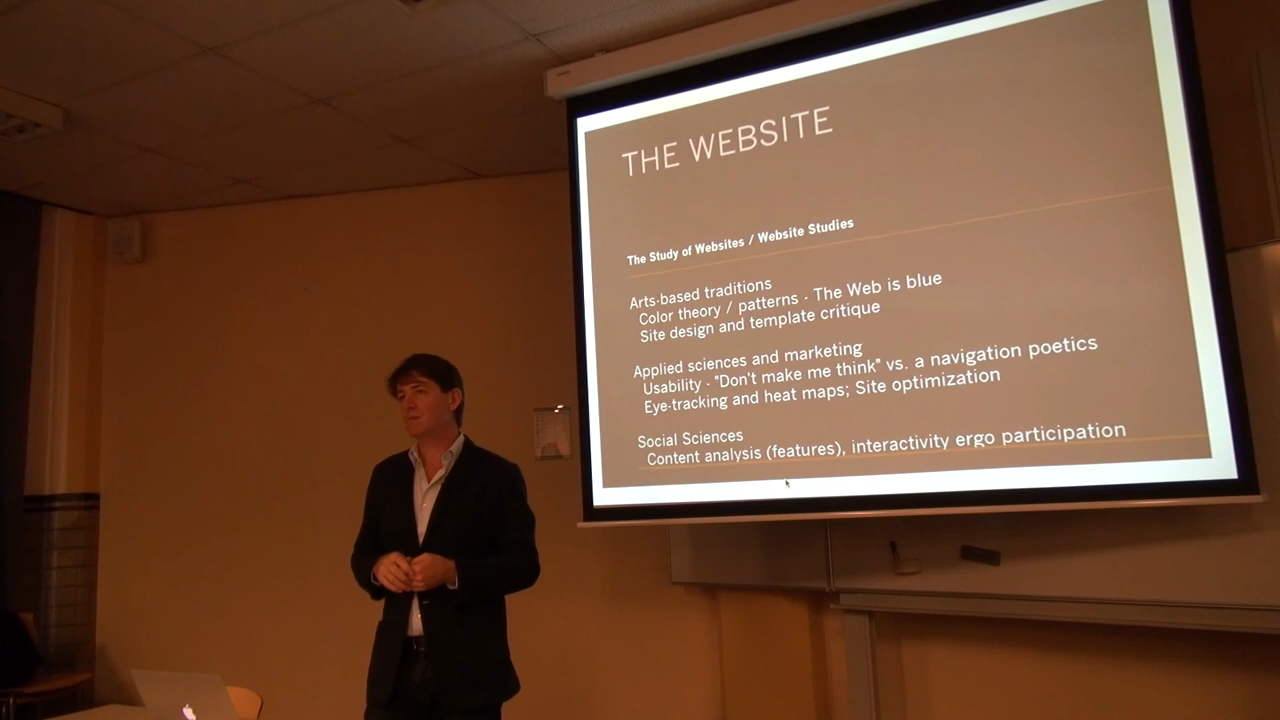 THE WEBSITE
The Study of Websites / Website Studies
Arts-based traditions
Color theory / patterns - The Web is blue
Site design and template critique
Applied sciences and marketing
Usability - "Don't make me think" vs. a navigation poetics
Eye-tracking and heat maps; Site optimization
Social Sciences
Content analysis (features), interactivity ergo participation